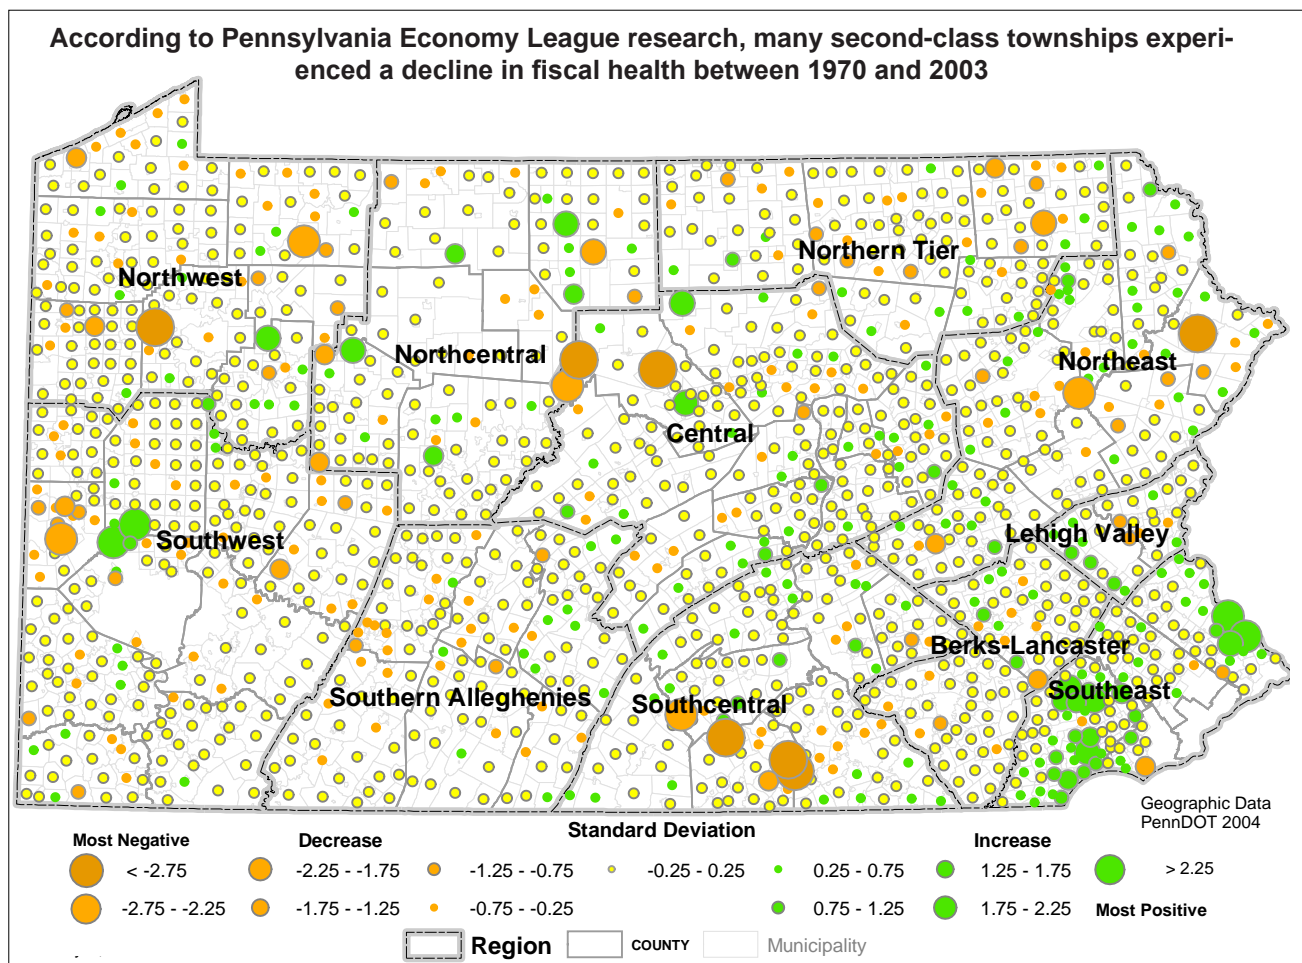 According to Pennsylvania Economy League research, many second-class townships experi-
enced a decline in fiscal health between 1970 and 2003
Northern Tier
Northwest
Northcentral
Northeast
Central
Southwest
Lehigh Valley
Berks-Lancaster
Southern Alleghenies
Southcentral
Southeast
Geographic Data
PennDOT 2004
Standard Deviation
Most Negative Decrease Increase
< -2.75 -2.25 - -1.75 -1.25 - -0.75 -0.25 - 0.25 0.25 - 0.75 1.25 - 1.75 > 2.25
-2.75 - -2.25 -1.75 - -1.25 -0.75 - -0.25 0.75 - 1.25 1.75 - 2.25 Most Positive
Region COUNTY Municipality